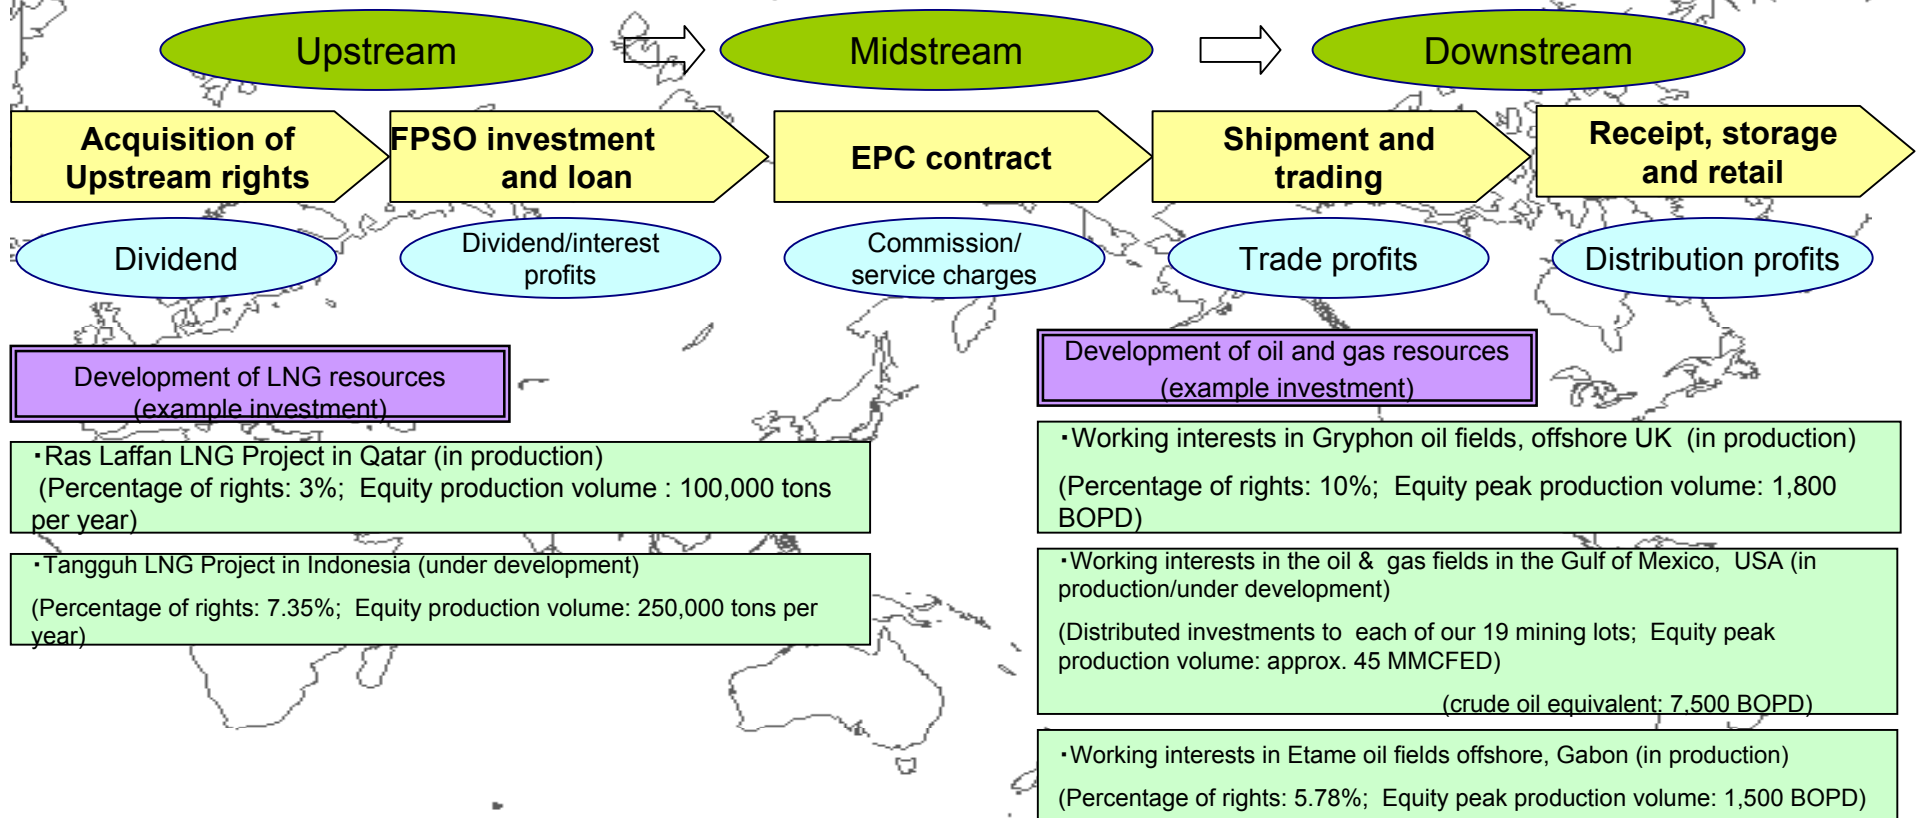 Upstream
Midstream
Downstream
Acquisition of
Upstream rights
FPSO investment
and loan
EPC contract
Shipment and
trading
Receipt, storage
and retail
Dividend
Dividend/interest
profits
Commission/
service charges
Trade profits
Distribution profits
Development of LNG resources
(example investment)
・Ras Laffan LNG Project in Qatar (in production)
(Percentage of rights: 3%; Equity production volume : 100,000 tons
per year)
・Tangguh LNG Project in Indonesia (under development)
(Percentage of rights: 7.35%; Equity production volume: 250,000 tons per
year)
Development of oil and gas resources
(example investment)
・Working interests in Gryphon oil fields, offshore UK (in production)
(Percentage of rights: 10%; Equity peak production volume: 1,800
BOPD)
・Working interests in the oil & gas fields in the Gulf of Mexico, USA (in
production/under development)
(Distributed investments to each of our 19 mining lots; Equity peak
production volume: approx. 45 MMCFED)
(crude oil equivalent: 7,500 BOPD)
・Working interests in Etame oil fields offshore, Gabon (in production)
(Percentage of rights: 5.78%; Equity peak production volume: 1,500 BOPD)